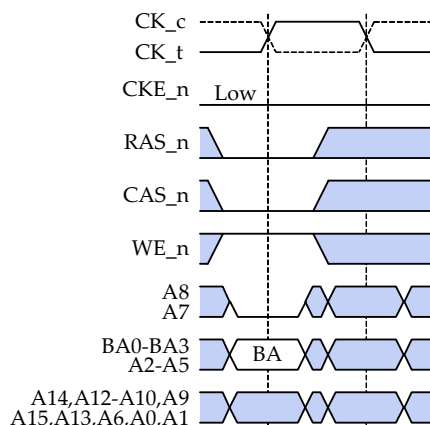 CK_c
CK_t
CKE_n
Low
RAS_n
CAS_n
WE_n
A8
A7
BA0-BA3
A2-A5
BA
A14,A12-A10,A9
A15,A13,A6,A0,A1